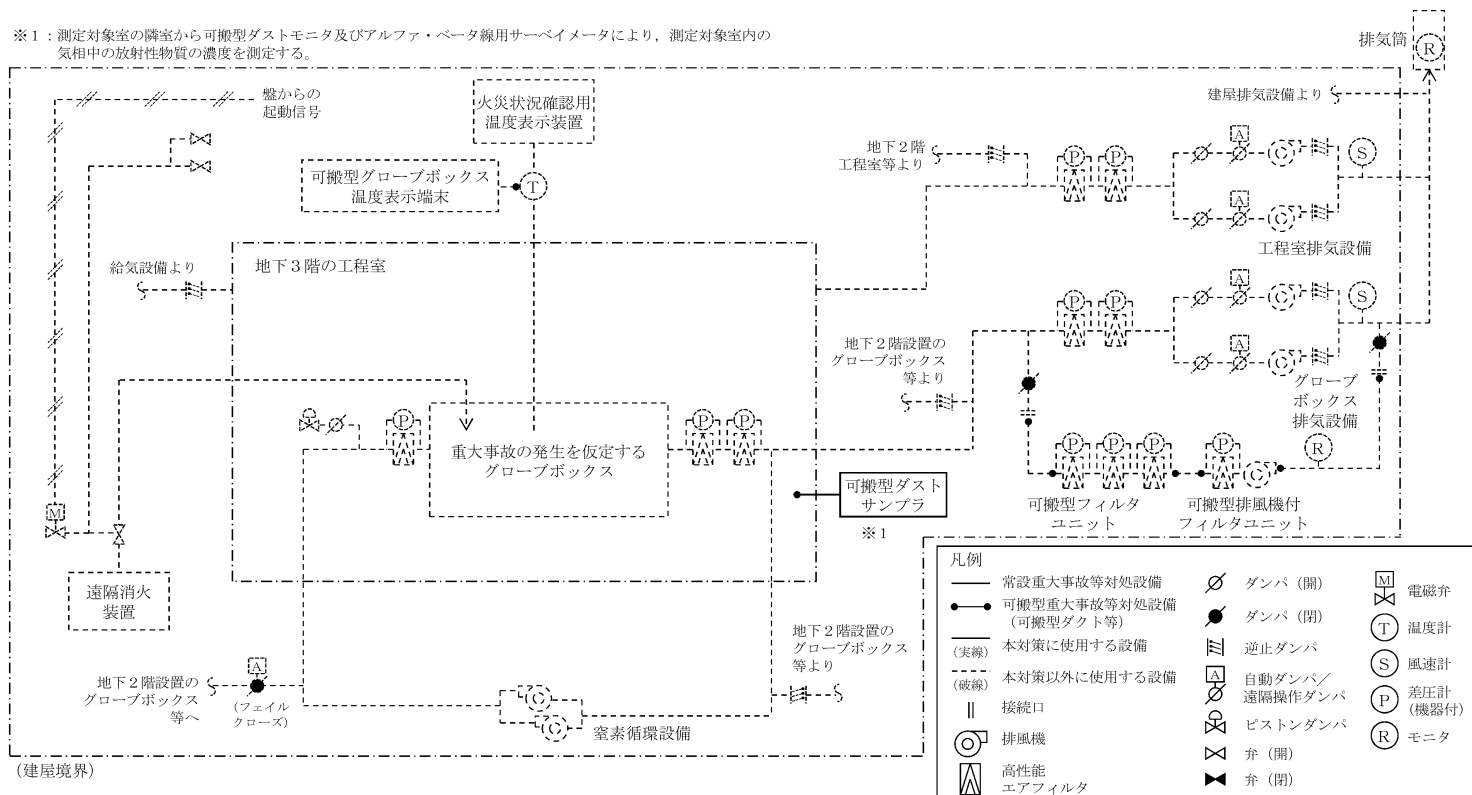 ※1：測定対象室の隣室から可搬型ダストモニタ及びアルファ・ベータ線用サーベイメータにより，測定対象室内の
気相中の放射性物質の濃度を測定する。
排気筒
R
建屋排気設備より
盤からの
起動信号
火災状況確認用
温度表示装置
可搬型グローブボックス
温度表示端末
T
地下２階
工程室等より
P
P
A
A
S
工程室排気設備
給気設備より
地下３階の工程室
P
P
A
A
S
地下２階設置の
グローブボックス
等より
グローブ
ボックス
排気設備
P
重大事故の発生を仮定する
グローブボックス
P
P
P
P
P
P
R
可搬型フィルタ
ユニット
可搬型排風機付
フィルタユニット
可搬型ダスト
サンプラ
※１
M
遠隔消火
装置
地下２階設置の
グローブボックス
等へ
A
(フェイル
クローズ)
窒素循環設備
地下２階設置の
グローブボックス
等より
(建屋境界)
凡例
常設重大事故等対処設備
可搬型重大事故等対処設備
（可搬型ダクト等）
(実線)
本対策に使用する設備
(破線)
本対策以外に使用する設備
接続口
排風機
高性能
エアフィルタ
ダンパ（開）
ダンパ（閉）
逆止ダンパ
A
自動ダンパ／
遠隔操作ダンパ
ピストンダンパ
弁（開）
弁（閉）
M
電磁弁
T
温度計
S
風速計
P
差圧計
(機器付)
R
モニタ